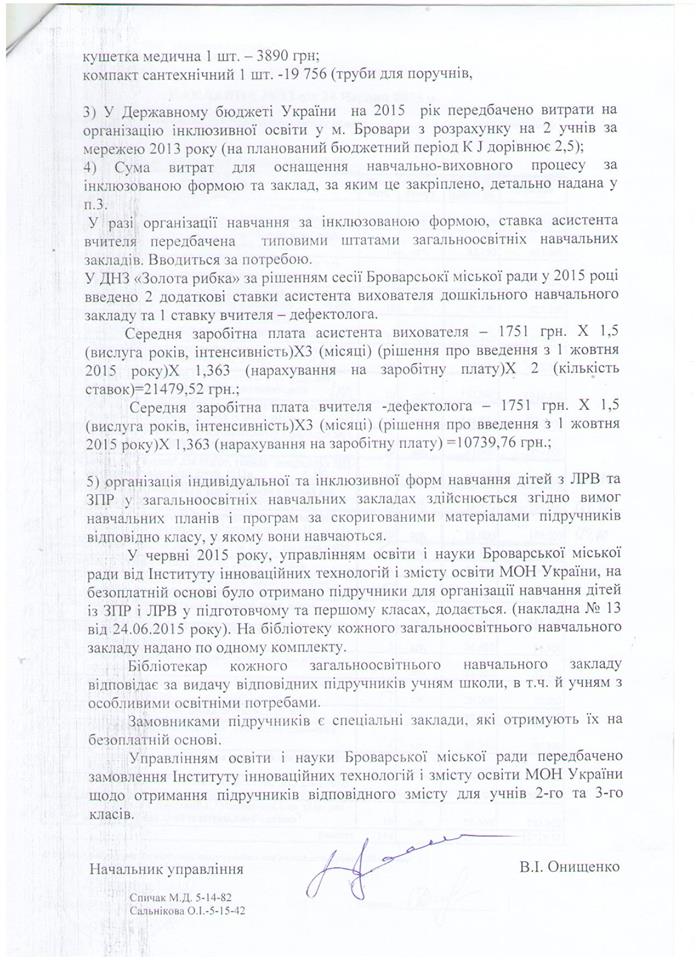 кушетка медична 1 шт. – 3890 грн;
компакт сантехнічний 1 шт. -19 756 (труби для поручнів,
3) У Державному бюджеті України на 2015 рік передбачено витрати на
організацію інклюзивної освіти у м. Бровари з розрахунку на 2 учнів за
мережею 2013 року (на планований бюджетний період К J дорівнює 2,5);
4) Сума витрат для оснащення навчально-виховного процесу за
інклюзованою формою та заклад, за яким це закріплено, детально надана у
п.3.
У разі організації навчання за інклюзованою формою, ставка асистента
вчителя передбачена типовими штатами загальноосвітніх навчальних
закладів. Вводиться за потребою.
У ДНЗ «Золота рибка» за рішенням сесії Броварської міської ради у 2015 році
введено 2 додаткові ставки асистента вихователя дошкільного навчального
закладу та 1 ставку вчителя – дефектолога.
Середня заробітна плата асистента вихователя – 1751 грн. Х 1,5
(вислуга років, інтенсивність)Х3 (місяці) (рішення про введення з 1 жовтня
2015 року)Х 1,363 (нарахування на заробітну плату)Х 2 (кількість
ставок)=21479,52 грн.;
Середня заробітна плата вчителя -дефектолога – 1751 грн. Х 1,5
(вислуга років, інтенсивність)Х3 (місяці) (рішення про введення з 1 жовтня
2015 року)Х 1,363 (нарахування на заробітну плату) =10739,76 грн.;
5) організація індивідуальної та інклюзивної форм навчання дітей з ЛРВ та
ЗПР у загальноосвітніх навчальних закладах здійснюється згідно вимог
навчальних планів і програм за скоригованими матеріалами підручників
відповідно класу, у якому вони навчаються.
У червні 2015 року, управлінням освіти і науки Броварської міської
ради від Інституту інноваційних технологій і змісту освіти МОН України, на
безоплатній основі було отримано підручники для організації навчання дітей
із ЗПР і ЛРВ у підготовчому та першому класах, додається. (накладна № 13
від 24.06.2015 року). На бібліотеку кожного загальноосвітнього навчального
закладу надано по одному комплекту.
Бібліотекар кожного загальноосвітнього навчального закладу
відповідає за видачу відповідних підручників учням школи, в т.ч. й учням з
особливими освітніми потребами.
Замовниками підручників є спеціальні заклади, які отримують їх на
безоплатній основі.
Управлінням освіти і науки Броварської міської ради передбачено
замовлення Інституту інноваційних технологій і змісту освіти МОН України
щодо отримання підручників відповідного змісту для учнів 2-го та 3-го
класів.
Начальник управління В.І. Онищенко
Спичак М.Д. 5-14-82
Сальнікова О.І.-5-15-42